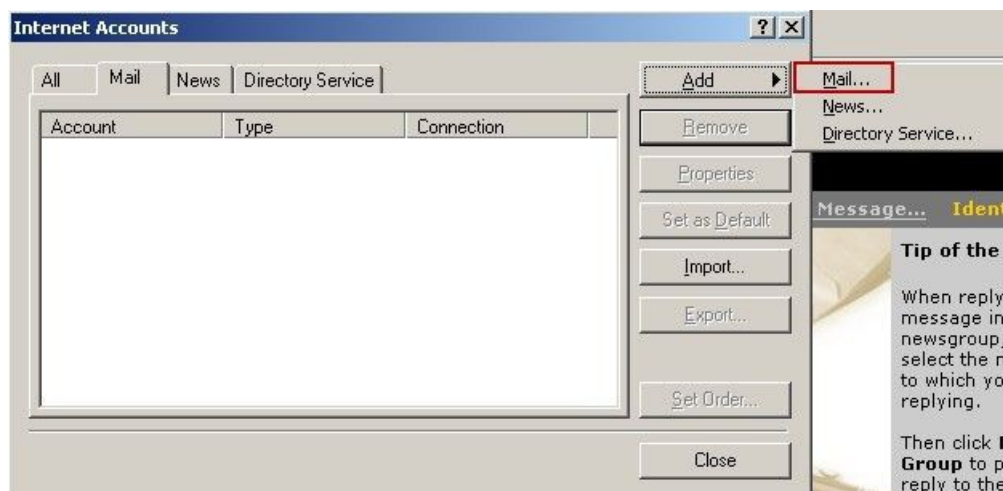 Internet Accounts
All Mail News Directory Service
Account Type Connection
Add
Remove
Properties
Set as Default
Import...
Export...
Set Order...
Close
Mail...
News...
Directory Service...
Message... Ident
Tip of the
When reply
message in
newsgroup,
select the
to which yo
replying.
Then click
Group to p
reply to the